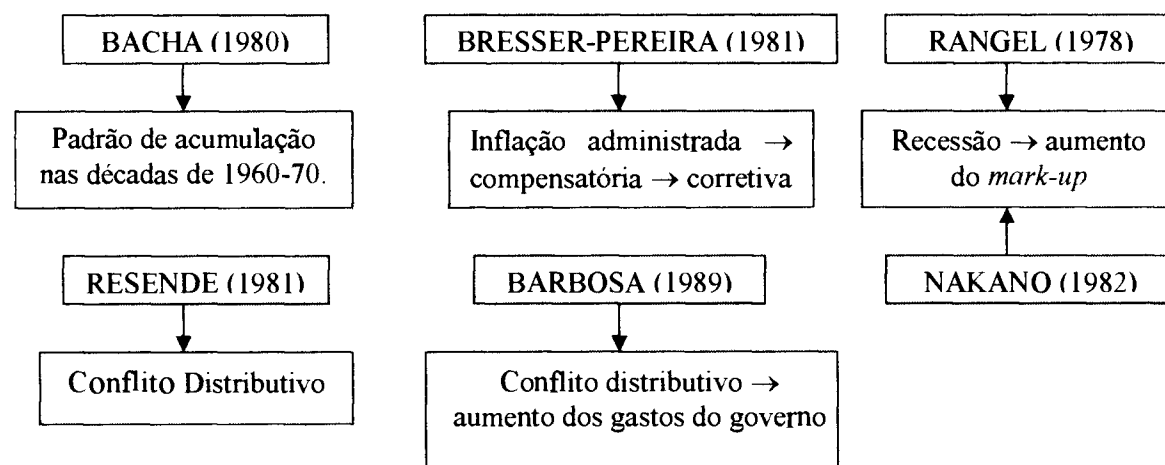 BACHA (1980)
Padrão de acumulação
nas décadas de 1960-70.
BRESSER-PEREIRA (1981)
Inflação administrada →
compensatória → corretiva
RANGEL (1978)
Recessão → aumento
do mark-up
NAKANO (1982)
RESENDE (1981)
Conflito Distributivo
BARBOSA (1989)
Conflito distributivo →
aumento dos gastos do governo